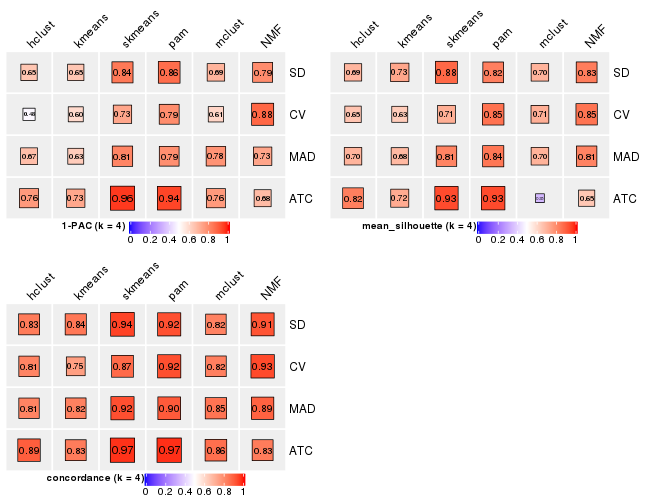 hclust kmeans skmeans pam mclust NMF
0.65 0.65 0.84 0.86 0.69 0.79 SD
0.60 0.73 0.79 0.61 0.88 CV
0.67 0.63 0.81 0.79 0.78 0.73 MAD
0.76 0.73 0.96 0.94 0.76 0.68 ATC
1-PAC (k = 4)
0 0.2 0.4 0.6 0.8 1
hclust kmeans skmeans pam mclust NMF
0.69 0.73 0.88 0.82 0.70 0.83 SD
0.65 0.63 0.71 0.85 0.71 0.85 CV
0.70 0.68 0.81 0.84 0.70 0.81 MAD
0.82 0.72 0.93 0.93 0.65 ATC
mean_silhouette (k = 4)
0 0.2 0.4 0.6 0.8 1
hclust kmeans skmeans pam mclust NMF
0.83 0.84 0.94 0.92 0.82 0.91 SD
0.81 0.75 0.87 0.92 0.82 0.93 CV
0.81 0.82 0.92 0.90 0.85 0.89 MAD
0.89 0.83 0.97 0.97 0.86 0.83 ATC
concordance (k = 4)
0 0.2 0.4 0.6 0.8 1